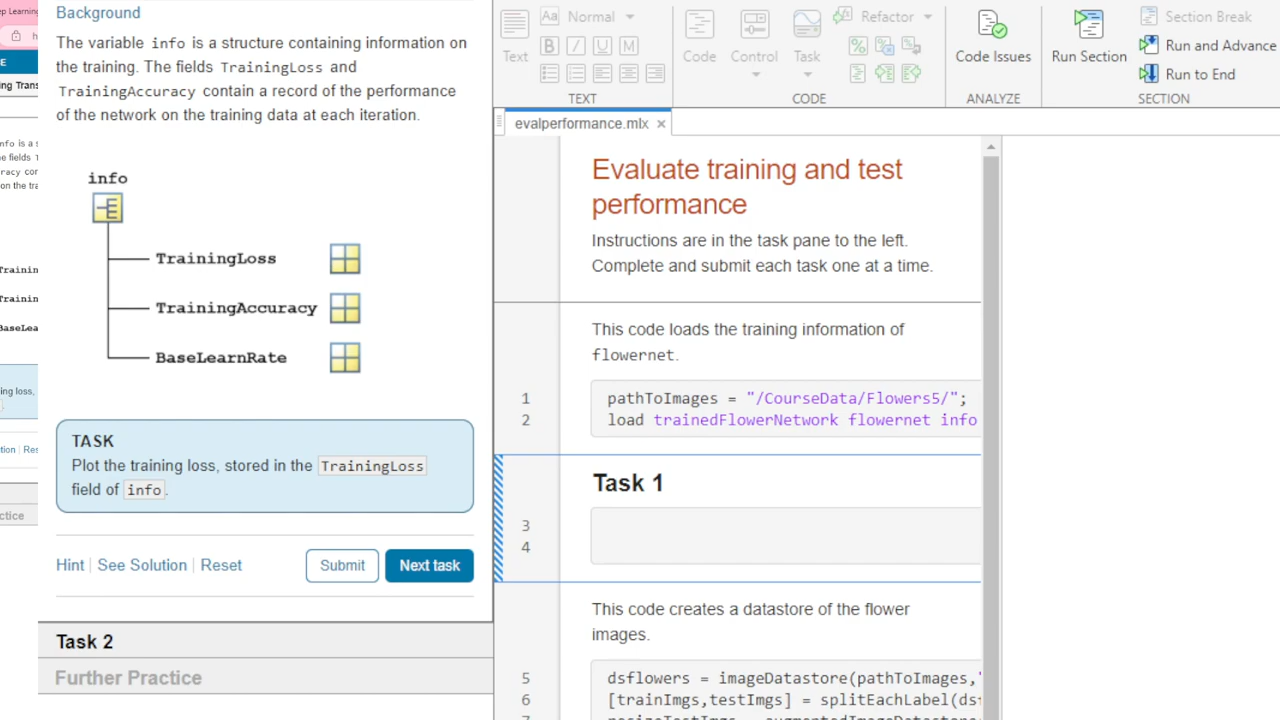 Background
The variable info is a structure containing information on
the training. The fields TrainingLoss and
TrainingAccuracy contain a record of the performance
of the network on the training data at each iteration.
info
TrainingLoss
TrainingAccuracy
BaseLearnRate
TASK
Plot the training loss, stored in the TrainingLoss
field of info.
Hint See Solution Reset Submit Next task
Task 2
Further Practice
Text
Aa Normal
B I U M
TEXT
Code Control Task
Refactor
CODE
Code Issues
ANALYZE
Run Section
Section Break
Run and Advance
Run to End
SECTION
evalperformance.mlx
Evaluate training and test
performance
Instructions are in the task pane to the left.
Complete and submit each task one at a time.
This code loads the training information of
flowernet.
1 pathToImages = "/CourseData/Flowers5/";
2 load trainedFlowerNetwork flowernet info
Task 1
3
4
This code creates a datastore of the flower
images.
5 dsflowers = imageDatastore(pathToImages,"
6 [trainImgs,testImgs] = splitEachLabel(ds